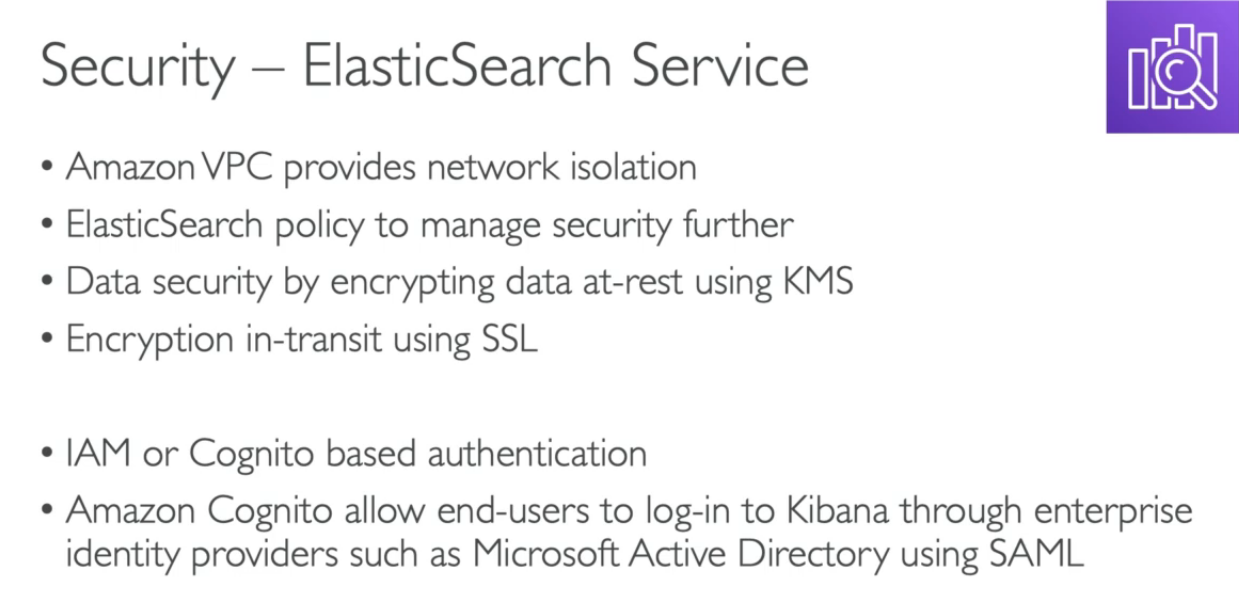 Security – ElasticSearch Service
• Amazon VPC provides network isolation
• ElasticSearch policy to manage security further
• Data security by encrypting data at-rest using KMS
• Encryption in-transit using SSL
• IAM or Cognito based authentication
• Amazon Cognito allow end-users to log-in to Kibana through enterprise
identity providers such as Microsoft Active Directory using SAML